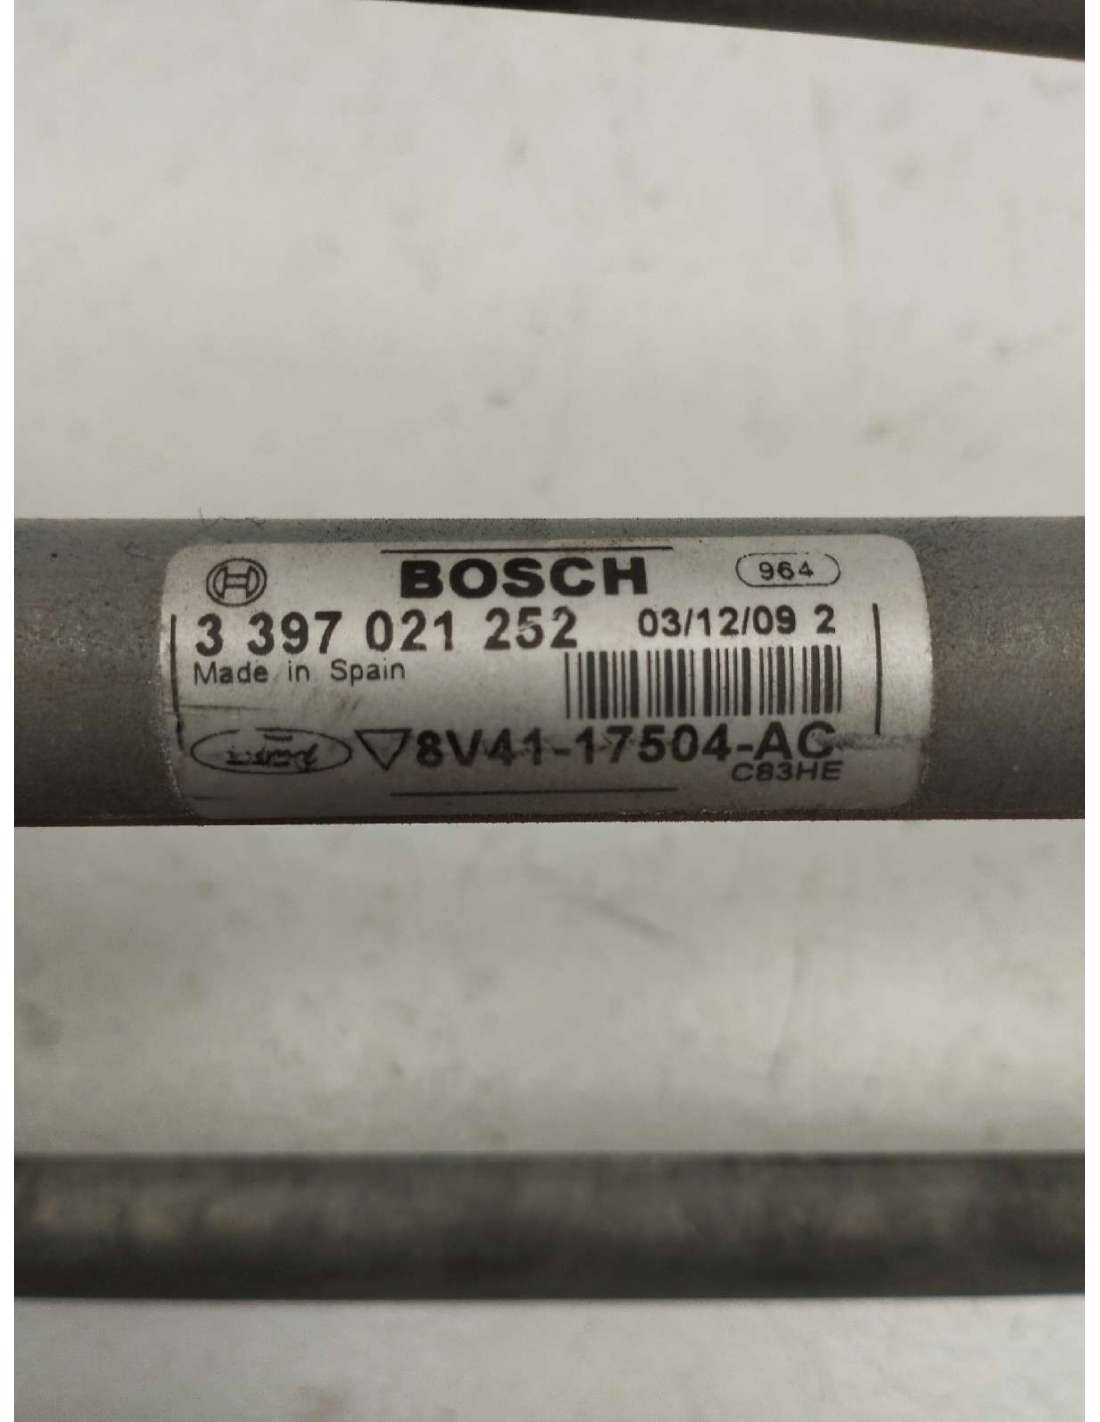 BOSCH 964
3 397 021 252 03/12/09 2
Made in Spain
8V41-17504-AC
C83HE